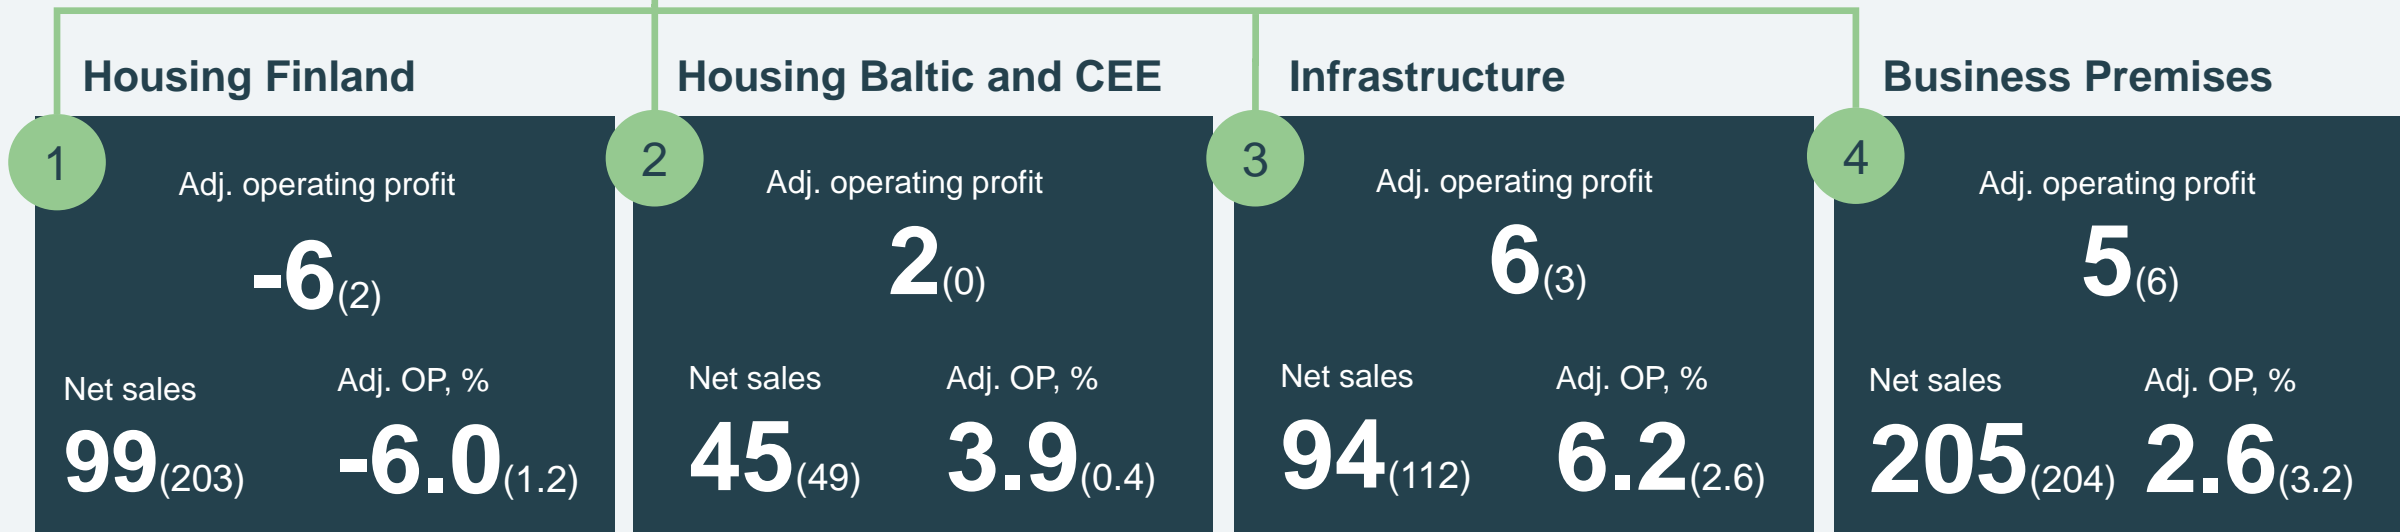 Housing Finland
1
Adj. operating profit
-6(2)
Net sales
Adj. OP, %
99(203)
-6.0(1.2)
Housing Baltic and CEE
2
Adj. operating profit
2(0)
Net sales
Adj. OP, %
45(49)
3.9(0.4)
Infrastructure
3
Adj. operating profit
6(3)
Net sales
Adj. OP, %
94(112)
6.2(2.6)
Business Premises
4
Adj. operating profit
5(6)
Net sales
Adj. OP, %
205(204)
2.6(3.2)